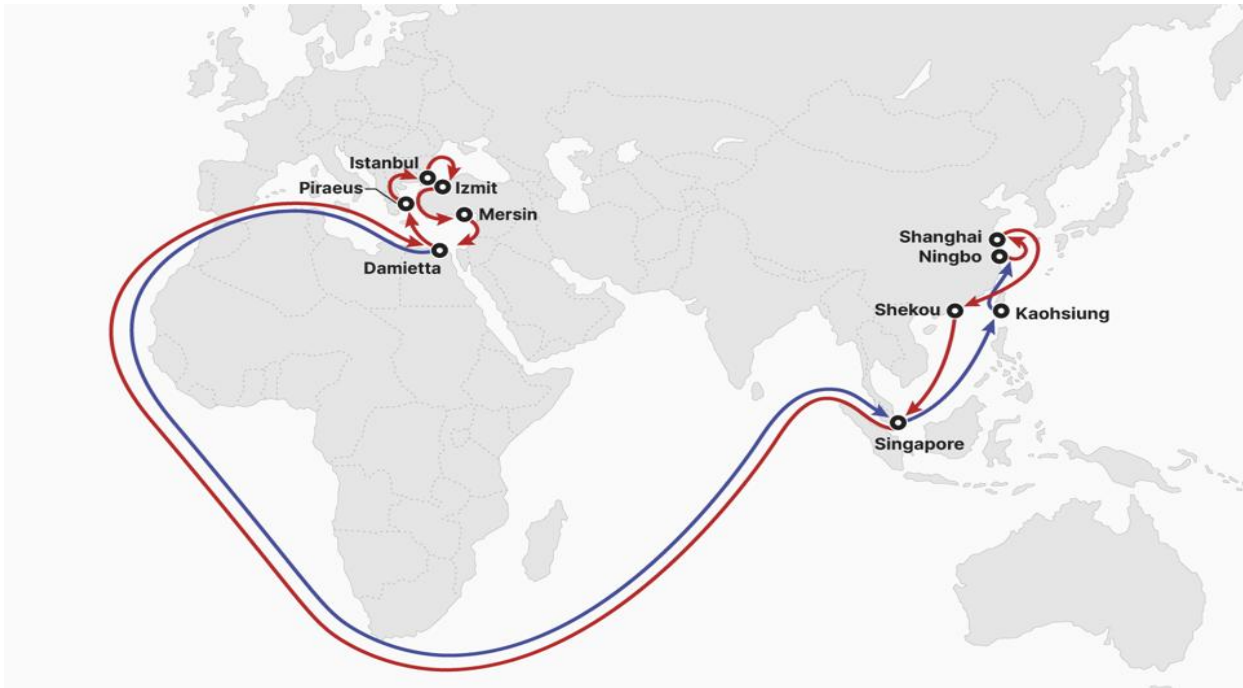 Istanbul
Piraeus
Izmit
Mersin
Damietta
Shanghai
Ningbo
Shekou
Kaohsiung
Singapore